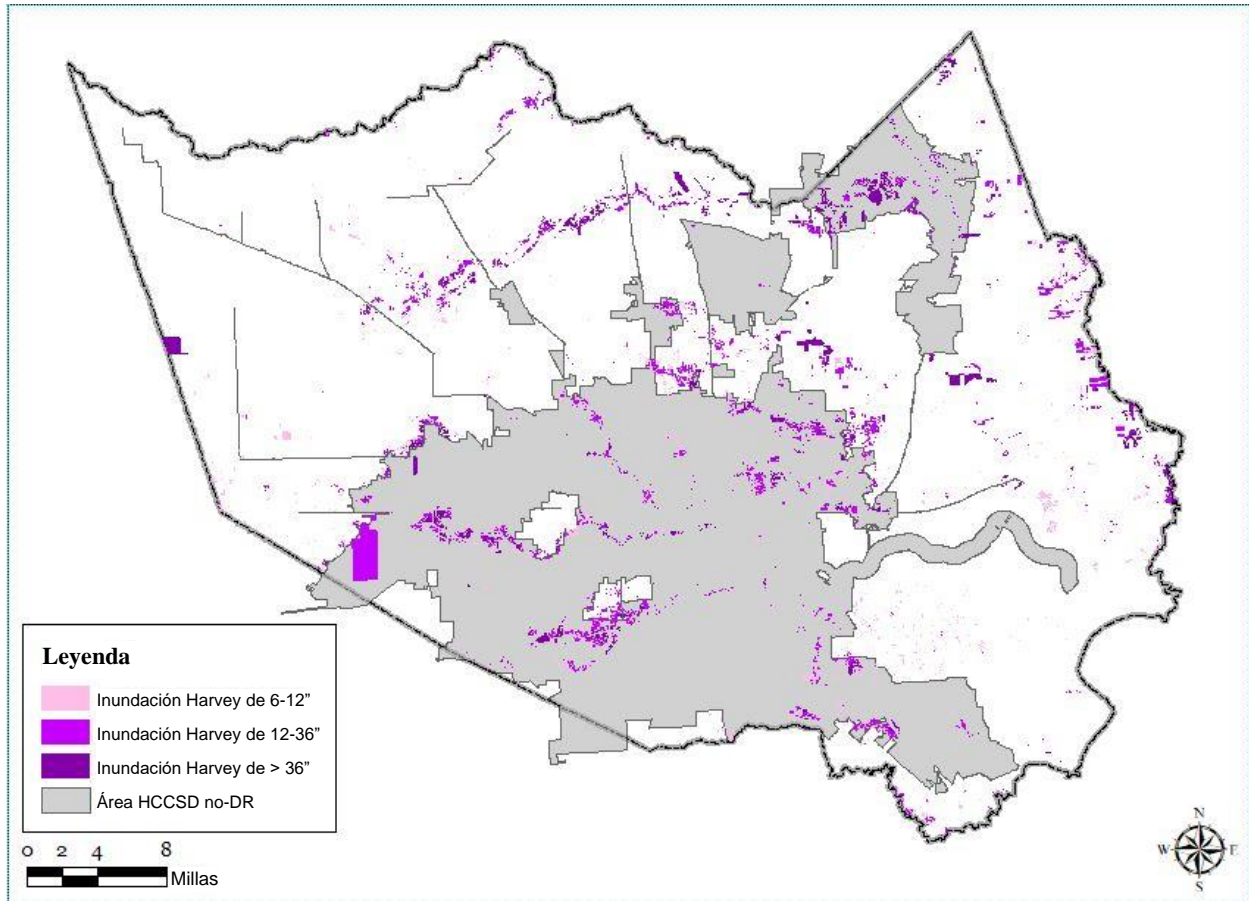 Leyenda
Inundación Harvey de 6-12”
Inundación Harvey de 12-36”
Inundación Harvey de > 36”
Área HCCSD no-DR
0 2 4 8
Millas
N
W E
S